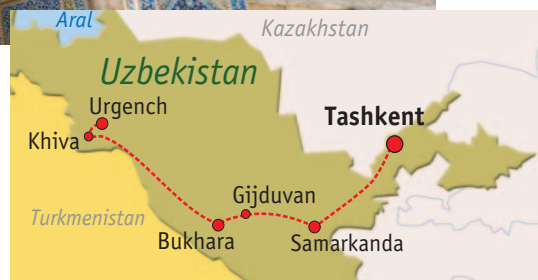 Aral
Kazakhstan
Uzbekistan
Urgench
Tashkent
Khiva
Gijduvan
Turkmenistan
Bukhara
Samarkanda